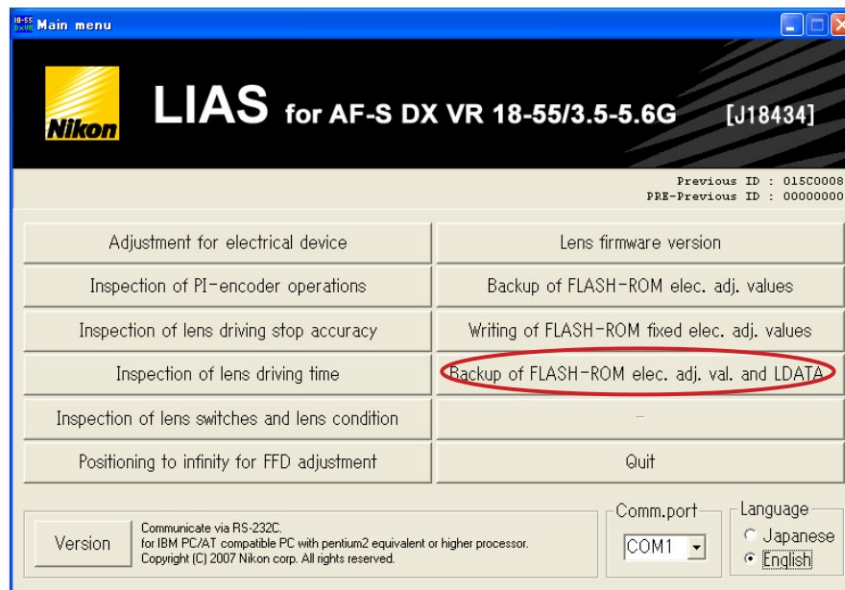 18-55
DXVR Main menu
Nikon
LIAS for AF-S DX VR 18-55/3.5-5.6G [J18434]
Previous ID : 015C0008
PRE-Previous ID : 00000000
Adjustment for electrical device
Lens firmware version
Inspection of PI-encoder operations
Backup of FLASH-ROM elec. adj. values
Inspection of lens driving stop accuracy
Writing of FLASH-ROM fixed elec. adj. values
Inspection of lens driving time
Backup of FLASH-ROM elec. adj. val. and LDATA
Inspection of lens switches and lens condition
-
Positioning to infinity for FFD adjustment
Quit
Version
Communicate via RS-232C.
for IBM PC/AT compatible PC with pentium2 equivalent or higher processor.
Copyright (C) 2007 Nikon corp. All rights reserved.
Comm.port
COM1
Language
Japanese
English